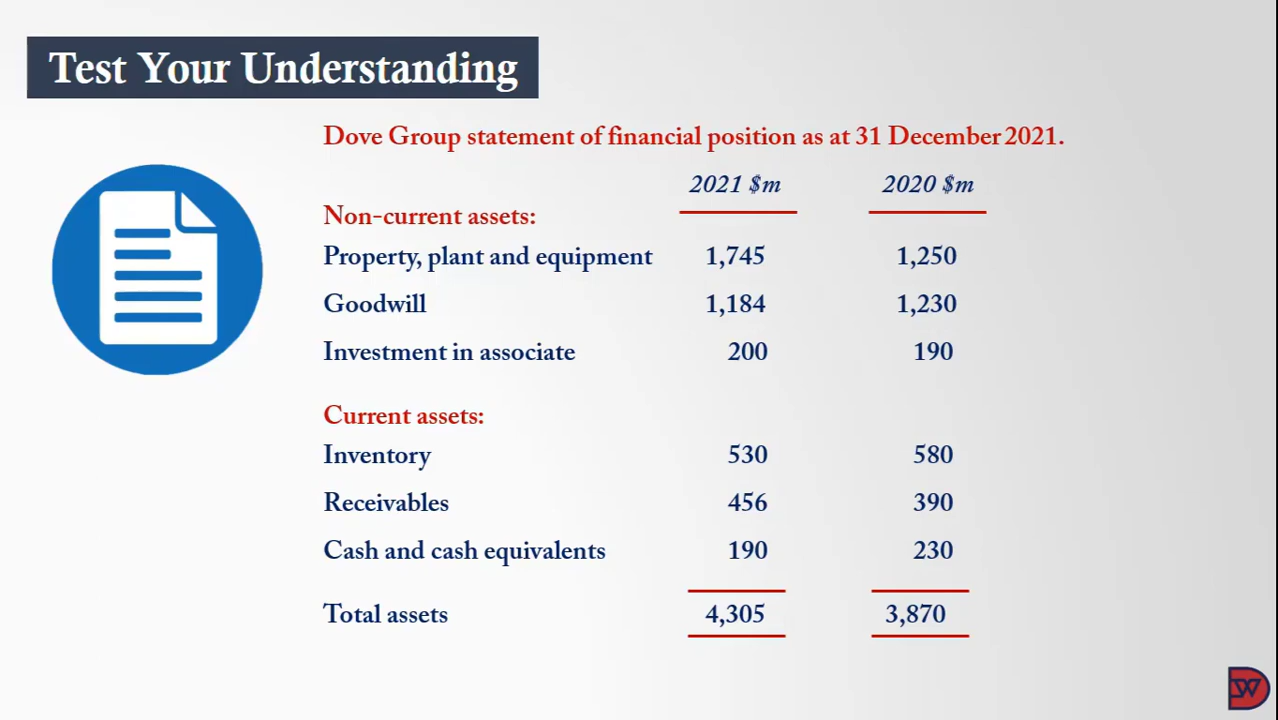 Test Your Understanding
Dove Group statement of financial position as at 31 December 2021.
2021 $m 2020 $m
Non-current assets:
Property, plant and equipment 1,745 1,250
Goodwill 1,184 1,230
Investment in associate 200 190
Current assets:
Inventory 530 580
Receivables 456 390
Cash and cash equivalents 190 230
Total assets 4,305 3,870
DW